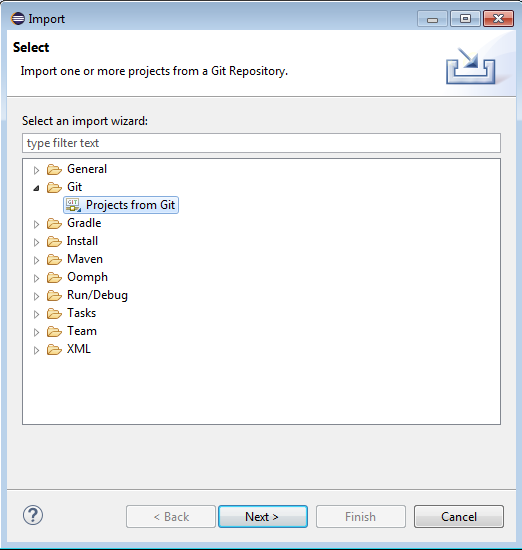 Import
Select
Import one or more projects from a Git Repository.
Select an import wizard:
type filter text
General
Git
GIT Projects from Git
Gradle
Install
Maven
Oomph
Run/Debug
Tasks
Team
XML
? < Back Next > Finish Cancel